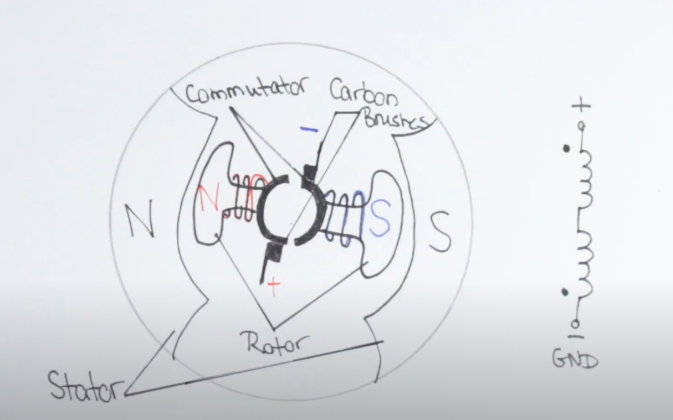 Commutator
Carbon
Brushes
−
+
N
N
S
S
+
Rotor
Stator
−
GND